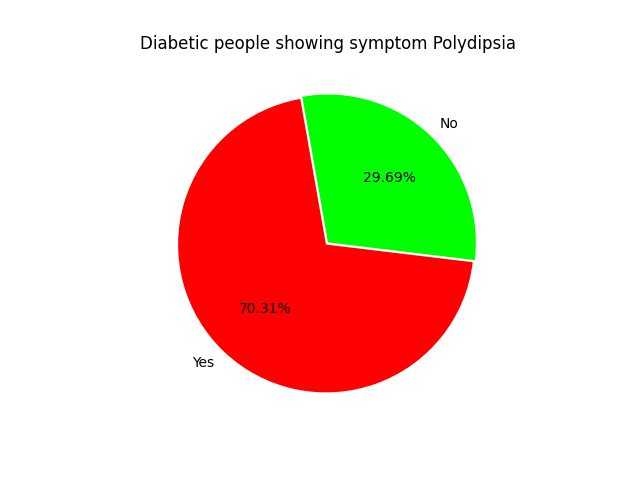 Diabetic people showing symptom Polydipsia
No
29.69%
70.31%
Yes